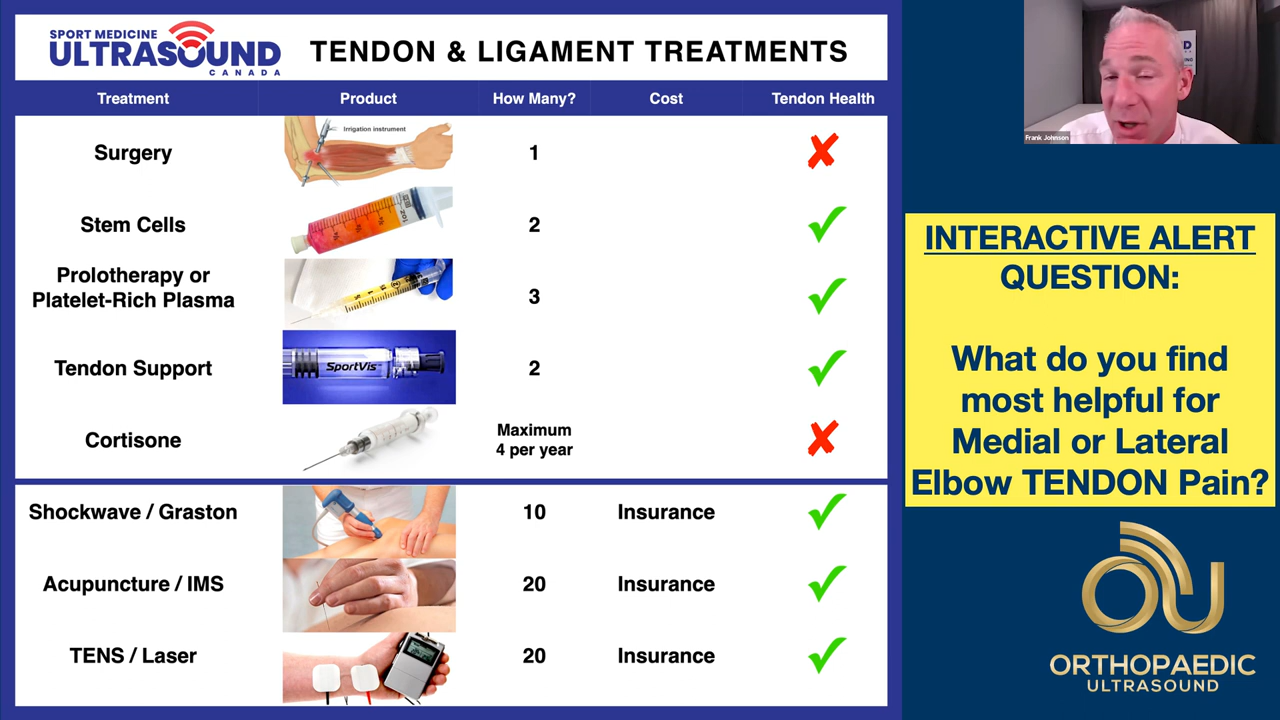 SPORT MEDICINE
ULTRASOUND
CANADA
TENDON & LIGAMENT TREATMENTS
Treatment Product How Many? Cost Tendon Health
Irrigation instrument
Surgery 1
Stem Cells 2
Prolotherapy or
Platelet-Rich Plasma 3
Tendon Support SportVis 2
Cortisone Maximum
4 per year
Shockwave / Graston 10 Insurance
Acupuncture / IMS 20 Insurance
TENS / Laser 20 Insurance
Frank Johnson
INTERACTIVE ALERT
QUESTION:
What do you find
most helpful for
Medial or Lateral
Elbow TENDON Pain?
OU
ORTHOPAEDIC
ULTRASOUND